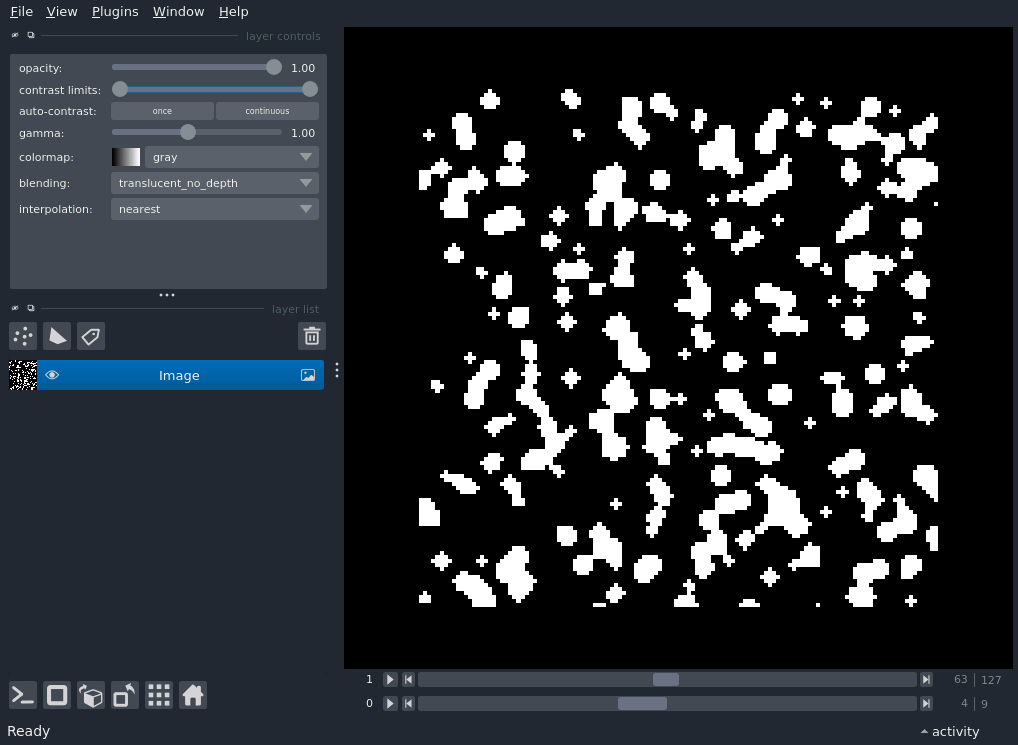 File View Plugins Window Help
layer controls
opacity: 1.00
contrast limits:
auto-contrast: once continuous
gamma: 1.00
colormap: gray
blending: translucent_no_depth
interpolation: nearest
layer list
Image
1 63 127
0 4 9
Ready activity